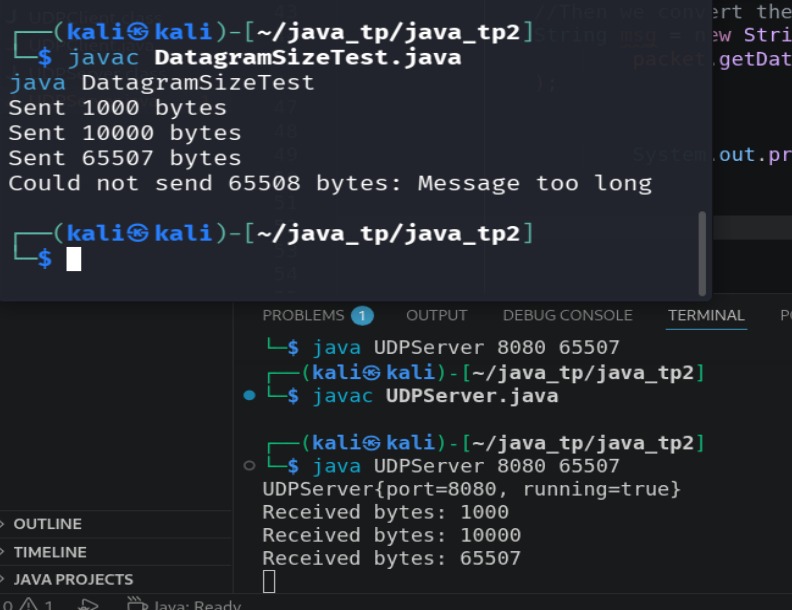 //Then we convert the
┌──(kali㉿kali)-[~/java_tp/java_tp2]
String msg = new Stri
└─$ javac DatagramSizeTest.java
packet.getDat
java DatagramSizeTest
);
Sent 1000 bytes
Sent 10000 bytes
Sent 65507 bytes
System.out.pr
Could not send 65508 bytes: Message too long
┌──(kali㉿kali)-[~/java_tp/java_tp2]
└─$
PROBLEMS 1 OUTPUT DEBUG CONSOLE TERMINAL PO
└─$ java UDPServer 8080 65507
┌──(kali㉿kali)-[~/java_tp/java_tp2]
└─$ javac UDPServer.java
┌──(kali㉿kali)-[~/java_tp/java_tp2]
└─$ java UDPServer 8080 65507
UDPServer{port=8080, running=true}
Received bytes: 1000
Received bytes: 10000
Received bytes: 65507
OUTLINE
TIMELINE
JAVA PROJECTS
0 1 Java: Ready